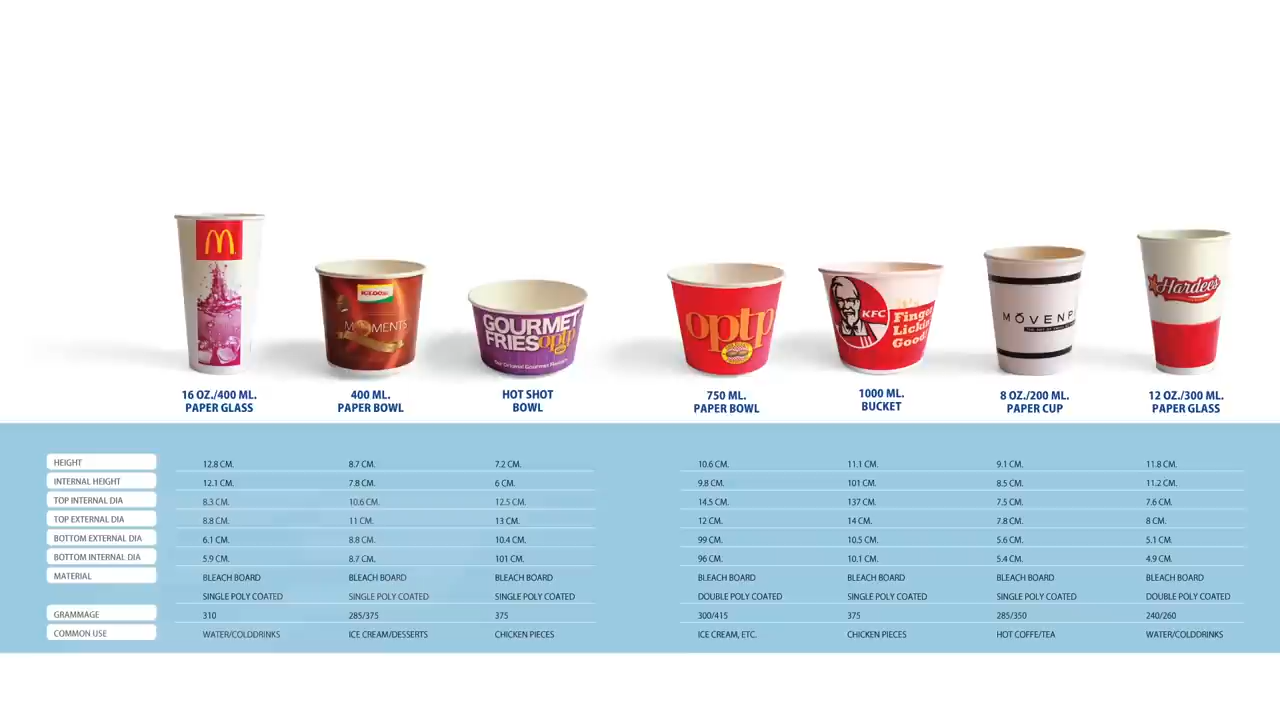 IGLOO
MOMENTS
GOURMET
FRIES optp
The Original Gourmet Fries
optp
KFC
it's
Finger
Lickin'
Good
MÖVENP
Hardee's
16 OZ./400 ML.
PAPER GLASS
400 ML.
PAPER BOWL
HOT SHOT
BOWL
750 ML.
PAPER BOWL
1000 ML.
BUCKET
8 OZ./200 ML.
PAPER CUP
12 OZ./300 ML.
PAPER GLASS
HEIGHT 12.8 CM. 8.7 CM. 7.2 CM. 10.6 CM. 11.1 CM. 9.1 CM. 11.8 CM.
INTERNAL HEIGHT 12.1 CM. 7.8 CM. 6 CM. 9.8 CM. 101 CM. 8.5 CM. 11.2 CM.
TOP INTERNAL DIA 8.3 CM. 10.6 CM. 12.5 CM. 14.5 CM. 137 CM. 7.5 CM. 7.6 CM.
TOP EXTERNAL DIA 8.8 CM. 11 CM. 13 CM. 12 CM. 14 CM. 7.8 CM. 8 CM.
BOTTOM EXTERNAL DIA 6.1 CM. 8.8 CM. 10.4 CM. 99 CM. 10.5 CM. 5.6 CM. 5.1 CM.
BOTTOM INTERNAL DIA 5.9 CM. 8.7 CM. 101 CM. 96 CM. 10.1 CM. 5.4 CM. 4.9 CM.
MATERIAL BLEACH BOARD BLEACH BOARD BLEACH BOARD BLEACH BOARD BLEACH BOARD BLEACH BOARD BLEACH BOARD
SINGLE POLY COATED SINGLE POLY COATED SINGLE POLY COATED DOUBLE POLY COATED SINGLE POLY COATED SINGLE POLY COATED DOUBLE POLY COATED
GRAMMAGE 310 285/375 375 300/415 375 285/350 240/260
COMMON USE WATER/COLDDRINKS ICE CREAM/DESSERTS CHICKEN PIECES ICE CREAM, ETC. CHICKEN PIECES HOT COFFE/TEA WATER/COLDDRINKS